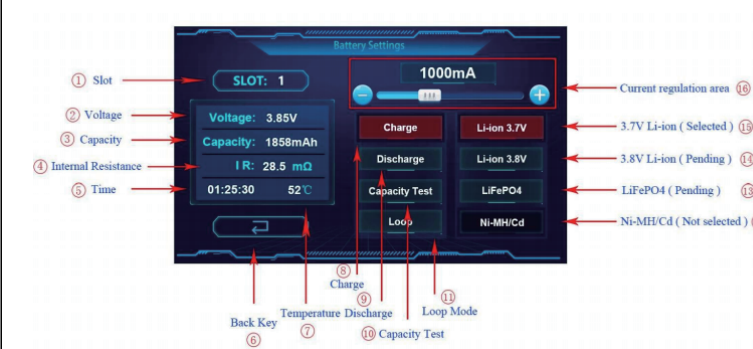 Battery Settings
① Slot
SLOT: 1
1000mA
Current regulation area ⑯
② Voltage
Voltage: 3.85V
Charge
Li-ion 3.7V
3.7V Li-ion ( Selected ) ⑮
③ Capacity
Capacity: 1858mAh
④ Internal Resistance
IR: 28.5 mΩ
Discharge
Li-ion 3.8V
3.8V Li-ion ( Pending ) ⑭
⑤ Time
01:25:30 52℃
Capacity Test
LiFePO4
LiFePO4 ( Pending ) ⑬
Loop
Ni-MH/Cd
Ni-MH/Cd ( Not selected )
⑧
Charge
Back Key
⑥
Temperature
⑦
⑨
Discharge
⑩ Capacity Test
⑪
Loop Mode